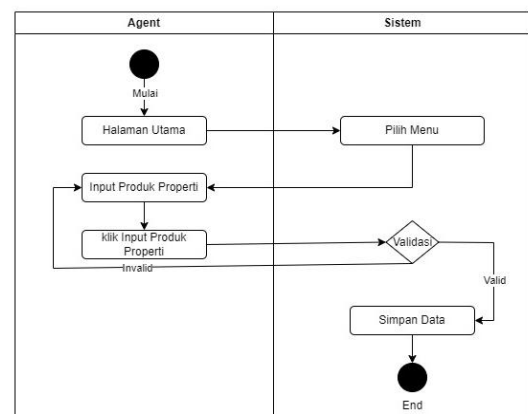 Agent
Sistem
Mulai
Halaman Utama
Pilih Menu
Input Produk Properti
klik Input Produk
Properti
Validasi
Invalid
Valid
Simpan Data
End